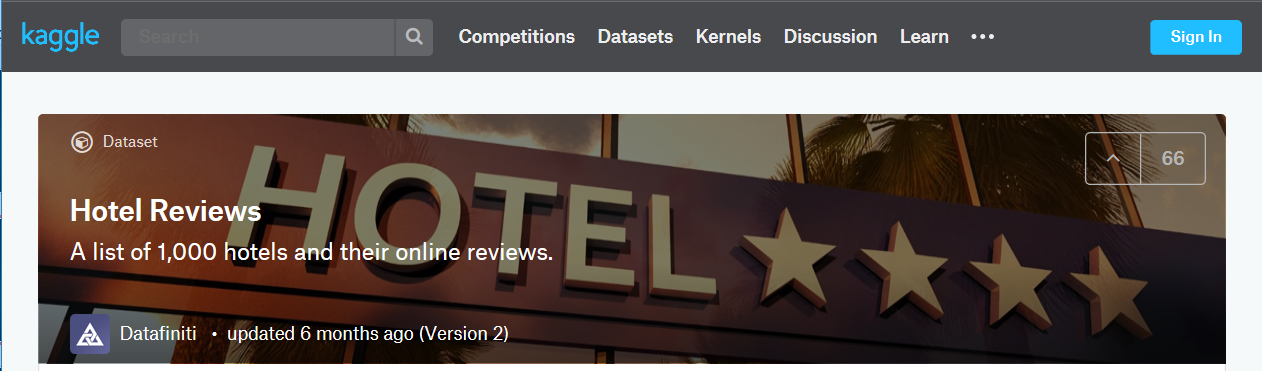 kaggle Search Competitions Datasets Kernels Discussion Learn ••• Sign In
Dataset
66
HOTEL
Hotel Reviews
A list of 1,000 hotels and their online reviews.
Datafiniti • updated 6 months ago (Version 2)